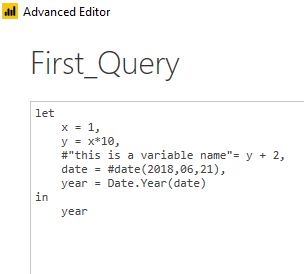 Advanced Editor
First_Query
let
    x = 1,
    y = x*10,
    #"this is a variable name"= y + 2,
    date = #date(2018,06,21),
    year = Date.Year(date)
in
    year